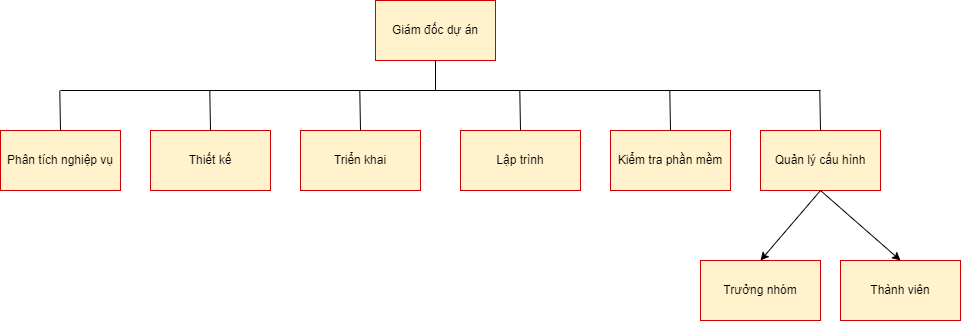 Giám đốc dự án
Phân tích nghiệp vụ
Thiết kế
Triển khai
Lập trình
Kiểm tra phần mềm
Quản lý cấu hình
Trưởng nhóm
Thành viên